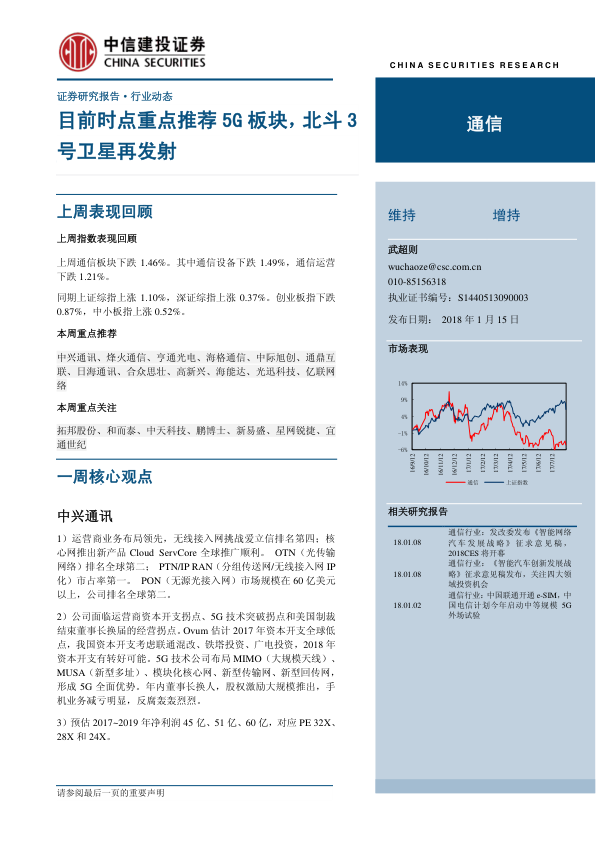 中信建投证券
CHINA SECURITIES
CHINA SECURITIES RESEARCH
证券研究报告·行业动态
目前时点重点推荐 5G 板块，北斗 3
号卫星再发射
通信
上周表现回顾
上周指数表现回顾
上周通信板块下跌 1.46%。其中通信设备下跌 1.49%，通信运营
下跌 1.21%。
同期上证综指上涨 1.10%，深证综指上涨 0.37%。创业板指下跌
0.87%，中小板指上涨 0.52%。
本周重点推荐
中兴通讯、烽火通信、亨通光电、海格通信、中际旭创、通鼎互
联、日海通讯、合众思壮、高新兴、海能达、光迅科技、亿联网
络
本周重点关注
拓邦股份、和而泰、中天科技、鹏博士、新易盛、星网锐捷、宜
通世纪
一周核心观点
中兴通讯
1）运营商业务布局领先，无线接入网挑战爱立信排名第四；核
心网推出新产品 Cloud ServCore 全球推广顺利。 OTN（光传输
网络）排名全球第二； PTN/IP RAN（分组传送网/无线接入网 IP
化）市占率第一。 PON（无源光接入网）市场规模在 60 亿美元
以上，公司排名全球第二。
2）公司面临运营商资本开支拐点、5G 技术突破拐点和美国制裁
结束董事长换届的经营拐点。Ovum 估计 2017 年资本开支全球低
点，我国资本开支考虑联通混改、铁塔投资、广电投资，2018 年
资本开支有转好可能。5G 技术公司布局 MIMO（大规模天线）、
MUSA（新型多址）、模块化核心网、新型传输网、新型回传网，
形成 5G 全面优势。年内董事长换人，股权激励大规模推出，手
机业务减亏明显，反腐轰轰烈烈。
3）预估 2017~2019 年净利润 45 亿、51 亿、60 亿，对应 PE 32X、
28X 和 24X。
请参阅最后一页的重要声明
维持 增持
武超则
wuchaoze@csc.com.cn
010-85156318
执业证书编号：S1440513090003
发布日期： 2018 年 1 月 15 日
市场表现
14%
9%
4%
-1%
-6%
16/9/12
16/10/12
16/11/12
16/12/12
17/1/12
17/2/12
17/3/12
17/4/12
17/5/12
17/6/12
17/7/12
通信 上证指数
相关研究报告
18.01.08 通信行业：发改委发布《智能网络
汽车发展战略》征求意见稿，
2018CES 将开幕
18.01.08 通信行业：《智能汽车创新发展战
略》征求意见稿发布，关注四大领
域投资机会
18.01.02 通信行业:中国联通开通 e-SIM，中
国电信计划今年启动中等规模 5G
外场试验